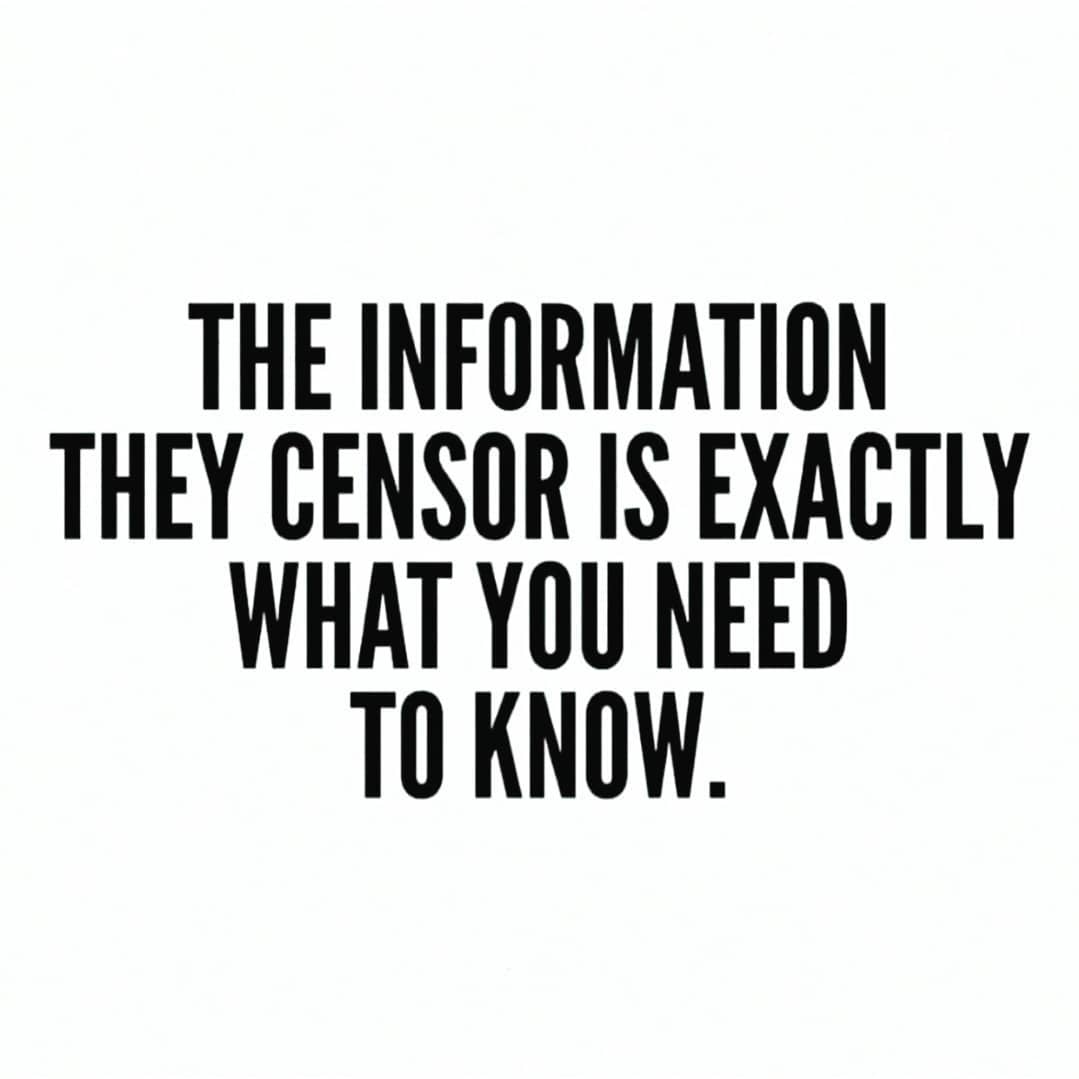 THE INFORMATION
THEY CENSOR IS EXACTLY
WHAT YOU NEED
TO KNOW.